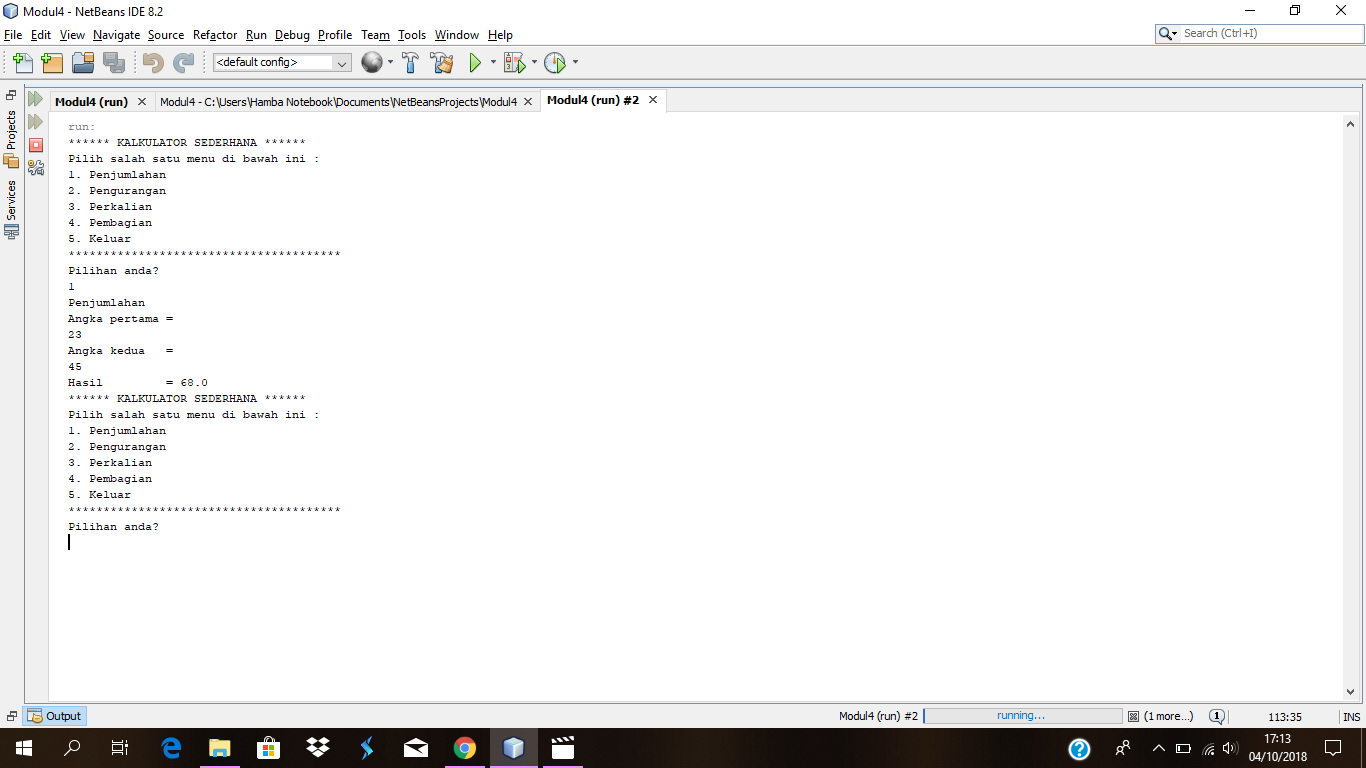 Modul4 - NetBeans IDE 8.2
File Edit View Navigate Source Refactor Run Debug Profile Team Tools Window Help
Search (Ctrl+I)
<default config>
Modul4 (run)
Modul4 - C:\Users\Hamba Notebook\Documents\NetBeansProjects\Modul4
Modul4 (run) #2
Projects
Services
run:
****** KALKULATOR SEDERHANA ******
Pilih salah satu menu di bawah ini :
1. Penjumlahan
2. Pengurangan
3. Perkalian
4. Pembagian
5. Keluar
***************************************
Pilihan anda?
1
Penjumlahan
Angka pertama =
23
Angka kedua   =
45
Hasil         = 68.0
****** KALKULATOR SEDERHANA ******
Pilih salah satu menu di bawah ini :
1. Penjumlahan
2. Pengurangan
3. Perkalian
4. Pembagian
5. Keluar
***************************************
Pilihan anda?
Output
Modul4 (run) #2
running...
(1 more...)
1
113:35
INS
17:13
04/10/2018